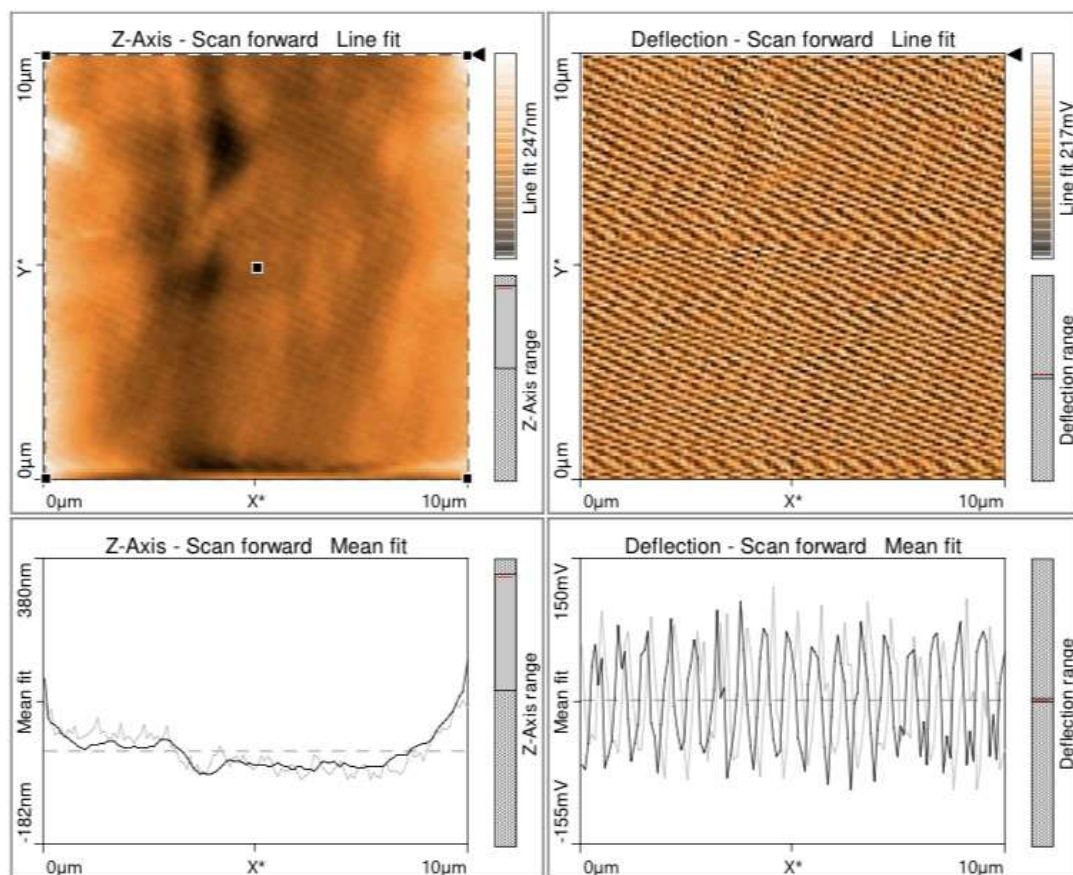 Z-Axis - Scan forward Line fit
10µm
Y*
0µm
0µm
X*
10µm
Line fit 247nm
Z-Axis range
Deflection - Scan forward Line fit
10µm
Y*
0µm
0µm
X*
10µm
Line fit 217mV
Deflection range
Z-Axis - Scan forward Mean fit
380nm
Mean fit
-182nm
0µm
X*
10µm
Z-Axis range
Deflection - Scan forward Mean fit
150mV
Mean fit
-155mV
0µm
X*
10µm
Deflection range